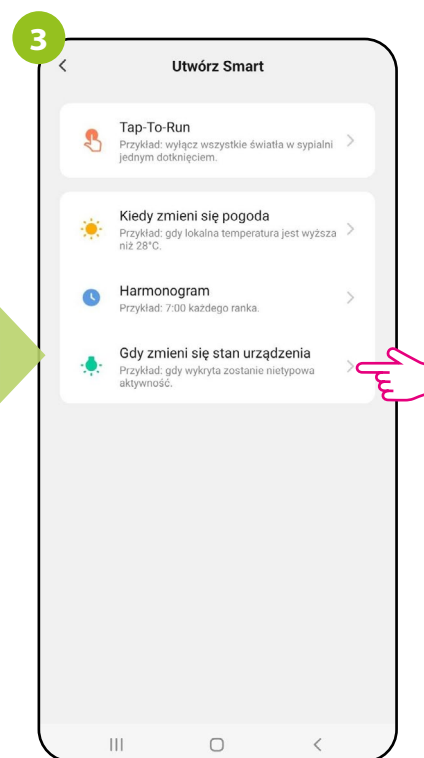 3
Utwórz Smart
Tap-To-Run
Przykład: wyłącz wszystkie światła w sypialni
jednym dotknięciem.
Kiedy zmieni się pogoda
Przykład: gdy lokalna temperatura jest wyższa
niż 28°C.
Harmonogram
Przykład: 7:00 każdego ranka.
Gdy zmieni się stan urządzenia
Przykład: gdy wykryta zostanie nietypowa
aktywność.